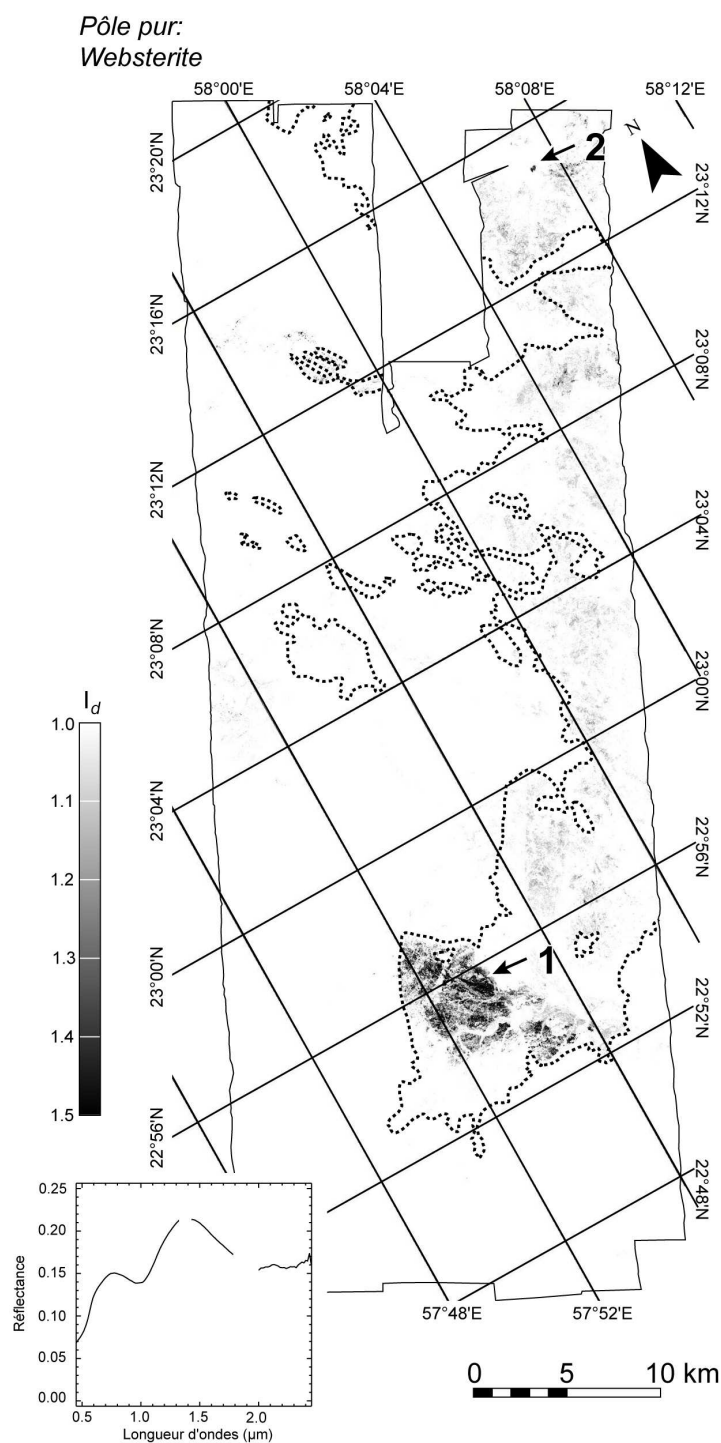 Pôle pur:
Websterite
58°00'E
58°04'E
58°08'E
58°12'E
N
2
23°20'N
23°16'N
23°12'N
23°08'N
23°04'N
23°00'N
22°56'N
23°12'N
23°08'N
23°04'N
23°00'N
22°56'N
22°52'N
22°48'N
1
57°48'E
57°52'E
Id
1.0
1.1
1.2
1.3
1.4
1.5
0.25
0.20
0.15
0.10
0.05
0.00
Réflectance
0.5
1.0
1.5
2.0
Longueur d'ondes (µm)
0
5
10 km